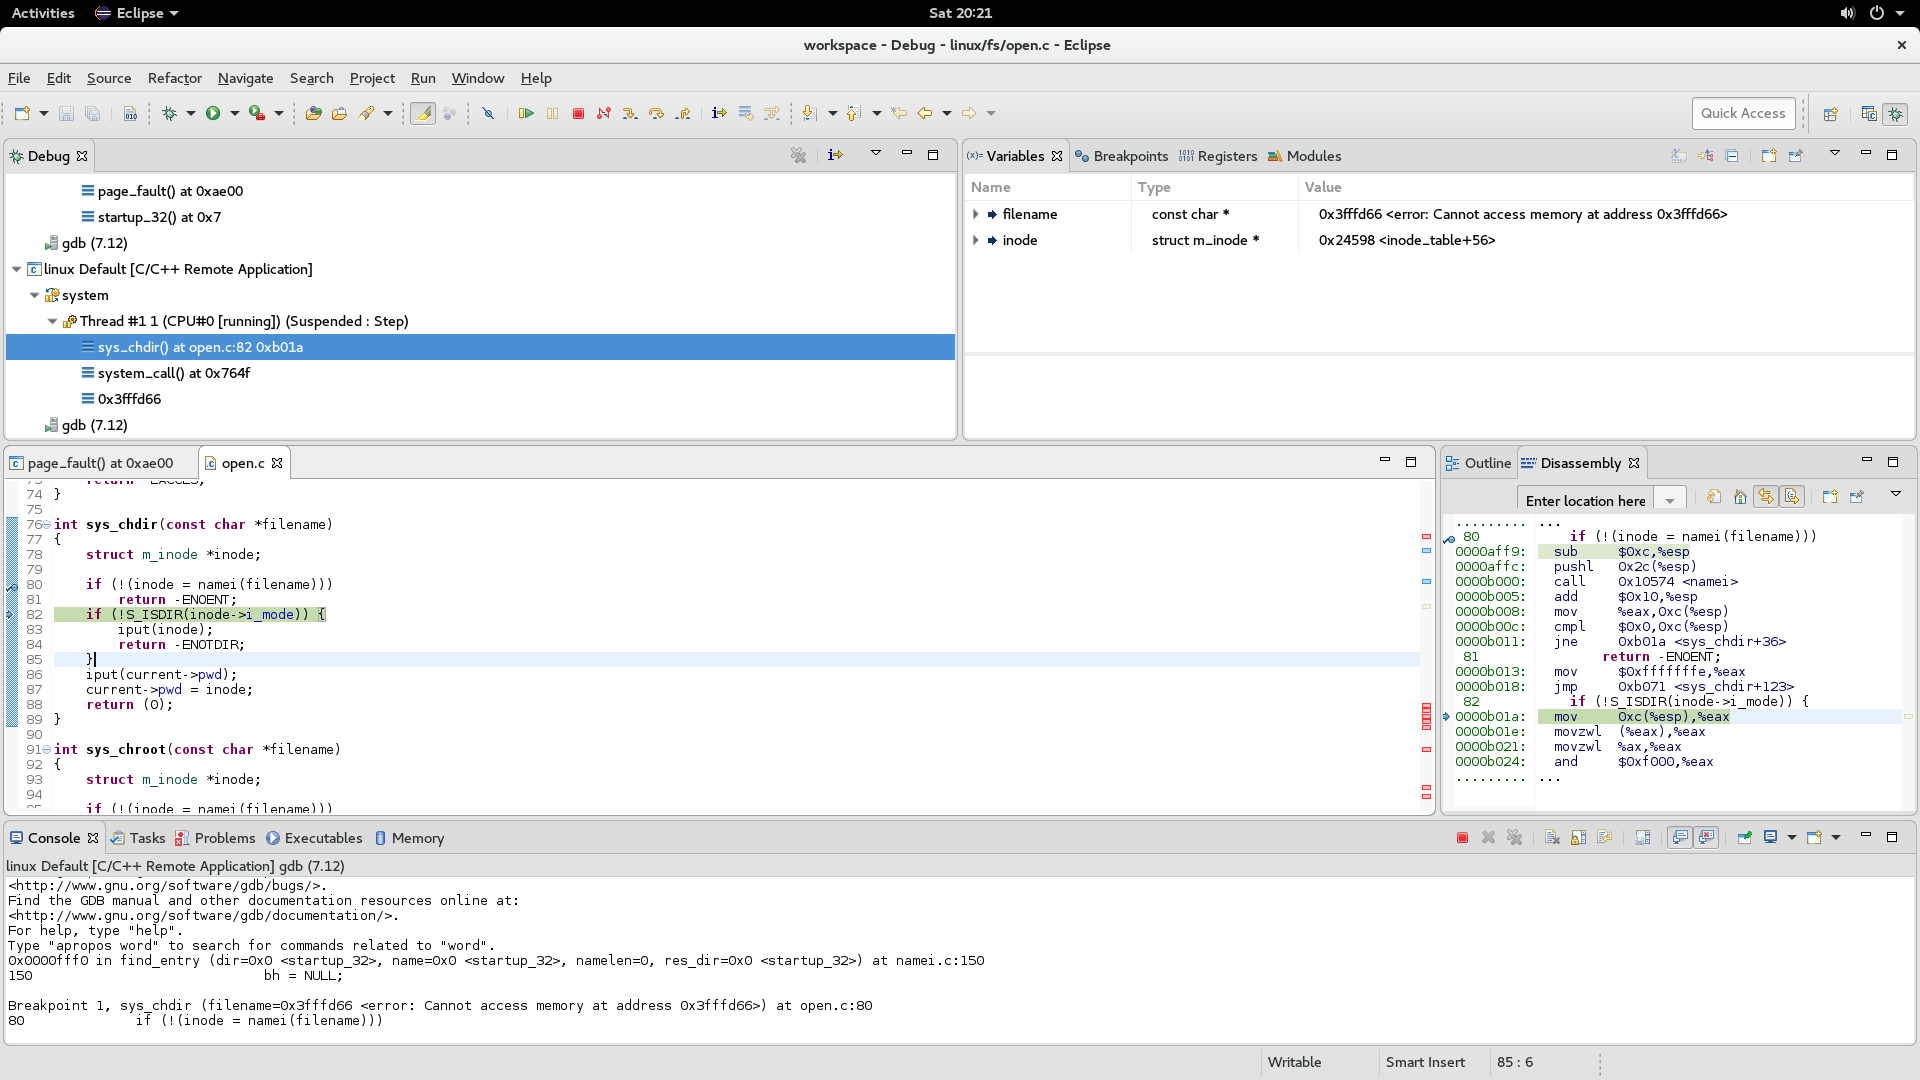 Activities Eclipse Sat 20:21
workspace - Debug - linux/fs/open.c - Eclipse
File Edit Source Refactor Navigate Search Project Run Window Help
Quick Access
Debug
page_fault() at 0xae00
startup_32() at 0x7
gdb (7.12)
linux Default [C/C++ Remote Application]
system
Thread #1 1 (CPU#0 [running]) (Suspended : Step)
sys_chdir() at open.c:82 0xb01a
system_call() at 0x764f
0x3fffd66
gdb (7.12)
(x)= Variables Breakpoints Registers Modules
Name Type Value
filename const char * 0x3fffd66 <error: Cannot access memory at address 0x3fffd66>
inode struct m_inode * 0x24598 <inode_table+56>
page_fault() at 0xae00 open.c
74 }
75
76 int sys_chdir(const char *filename)
77 {
78 struct m_inode *inode;
79
80 if (!(inode = namei(filename)))
81 return -ENOENT;
82 if (!S_ISDIR(inode->i_mode)) {
83 iput(inode);
84 return -ENOTDIR;
85 }
86 iput(current->pwd);
87 current->pwd = inode;
88 return (0);
89 }
90
91 int sys_chroot(const char *filename)
92 {
93 struct m_inode *inode;
94
if (!(inode = namei(filename)))
Outline Disassembly
Enter location here
......... ...
80 if (!(inode = namei(filename)))
0000aff9: sub $0xc,%esp
0000affc: pushl 0x2c(%esp)
0000b000: call 0x10574 <namei>
0000b005: add $0x10,%esp
0000b008: mov %eax,0xc(%esp)
0000b00c: cmpl $0x0,0xc(%esp)
0000b011: jne 0xb01a <sys_chdir+36>
81 return -ENOENT;
0000b013: mov $0xfffffffe,%eax
0000b018: jmp 0xb071 <sys_chdir+123>
82 if (!S_ISDIR(inode->i_mode)) {
0000b01a: mov 0xc(%esp),%eax
0000b01e: movzwl (%eax),%eax
0000b021: movzwl %ax,%eax
0000b024: and $0xf000,%eax
......... ...
Console Tasks Problems Executables Memory
linux Default [C/C++ Remote Application] gdb (7.12)
<http://www.gnu.org/software/gdb/bugs/>.
Find the GDB manual and other documentation resources online at:
<http://www.gnu.org/software/gdb/documentation/>.
For help, type "help".
Type "apropos word" to search for commands related to "word".
0x0000fff0 in find_entry (dir=0x0 <startup_32>, name=0x0 <startup_32>, namelen=0, res_dir=0x0 <startup_32>) at namei.c:150
150 bh = NULL;
Breakpoint 1, sys_chdir (filename=0x3fffd66 <error: Cannot access memory at address 0x3fffd66>) at open.c:80
80 if (!(inode = namei(filename)))
Writable Smart Insert 85 : 6